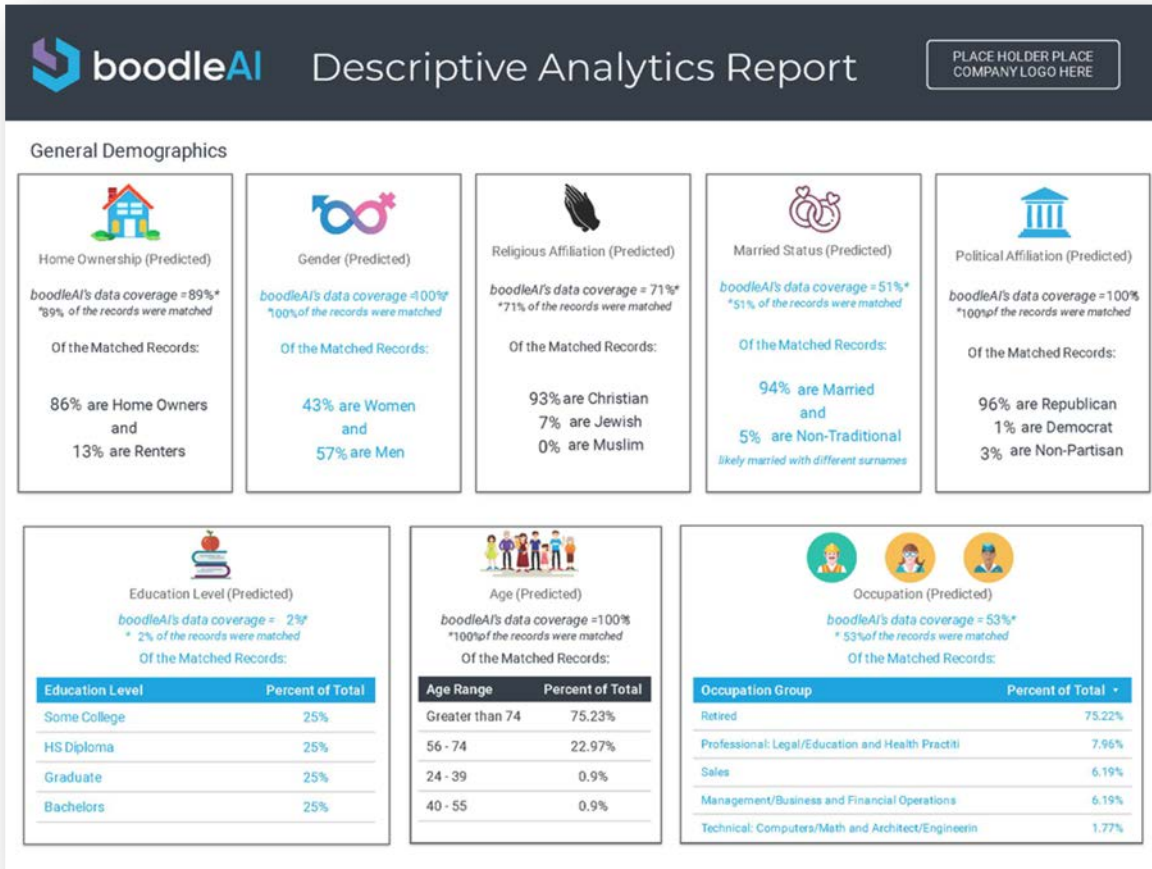 boodleAI
Descriptive Analytics Report
PLACE HOLDER PLACE
COMPANY LOGO HERE
General Demographics
Home Ownership (Predicted)
boodleAI's data coverage =89%*
*89% of the records were matched
Of the Matched Records:
86% are Home Owners
and
13% are Renters
Gender (Predicted)
boodleAI's data coverage =100%*
*100%of the records were matched
Of the Matched Records:
43% are Women
and
57% are Men
Religious Affiliation (Predicted)
boodleAI's data coverage = 71%*
*71% of the records were matched
Of the Matched Records:
93% are Christian
7% are Jewish
0% are Muslim
Married Status (Predicted)
boodleAI's data coverage =51%*
*51% of the records were matched
Of the Matched Records:
94% are Married
and
5% are Non-Traditional
likely married with different surnames
Political Affiliation (Predicted)
boodleAI's data coverage =100%
*100%of the records were matched
Of the Matched Records:
96% are Republican
1% are Democrat
3% are Non-Partisan
Education Level (Predicted)
boodleAI's data coverage = 2%*
* 2% of the records were matched
Of the Matched Records:
Education Level Percent of Total
Some College 25%
HS Diploma 25%
Graduate 25%
Bachelors 25%
Age (Predicted)
boodleAI's data coverage =100%
*100%of the records were matched
Of the Matched Records:
Age Range Percent of Total
Greater than 74 75.23%
56 - 74 22.97%
24 - 39 0.9%
40 - 55 0.9%
Occupation (Predicted)
boodleAI's data coverage = 53%*
* 53%of the records were matched
Of the Matched Records:
Occupation Group Percent of Total
Retired 75.22%
Professional: Legal/Education and Health Practiti 7.96%
Sales 6.19%
Management/Business and Financial Operations 6.19%
Technical: Computers/Math and Architect/Engineerin 1.77%